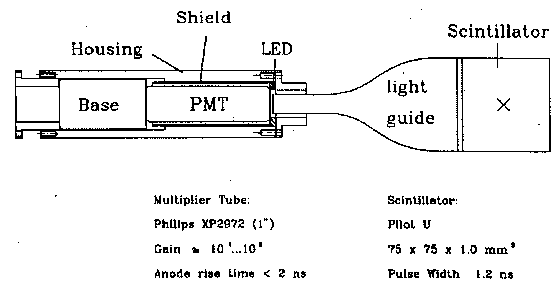 Shield
Scintillator
Housing
LED
Base
PMT
light
guide
Multiplier Tube:
Philips XP2972 (1")
Gain ≈
Anode rise time < 2 ns
Scintillator:
Pilot U
75 x 75 x 1.0 mm³
Pulse Width 1.2 ns